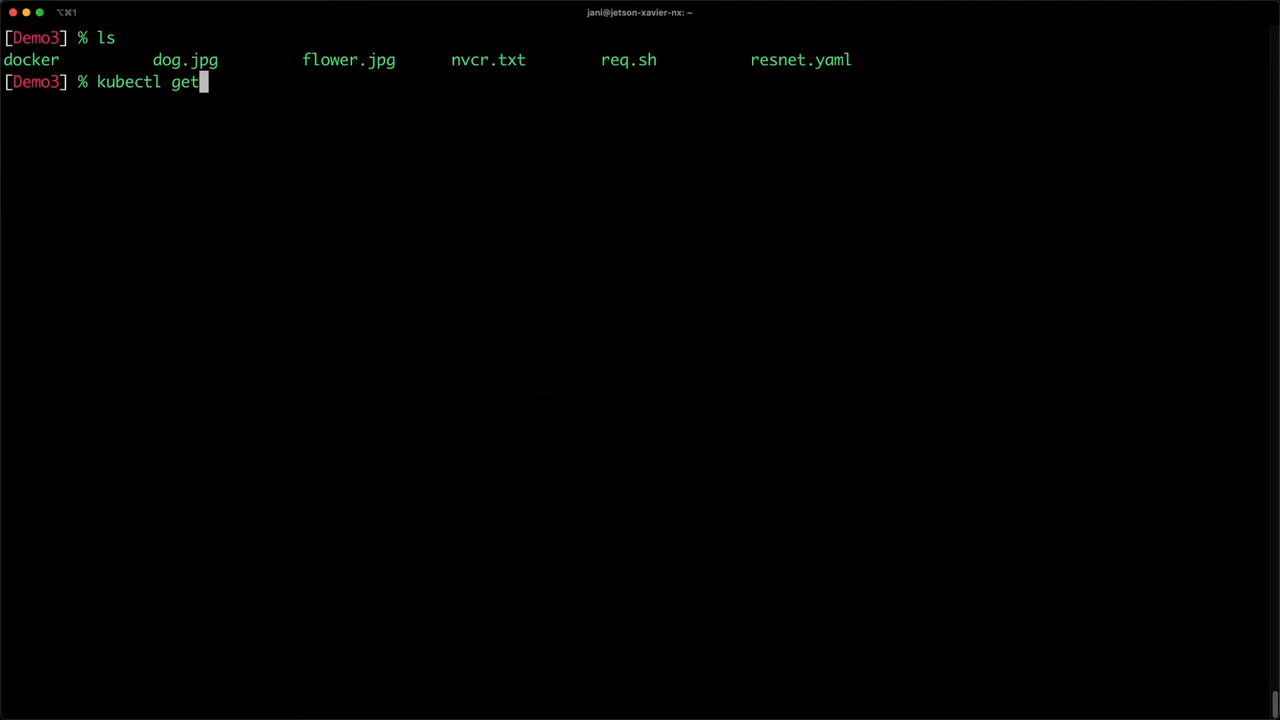 ⌥⌘1 jani@jetson-xavier-nx: ~
[Demo3] % ls
docker dog.jpg flower.jpg nvcr.txt req.sh resnet.yaml
[Demo3] % kubectl get